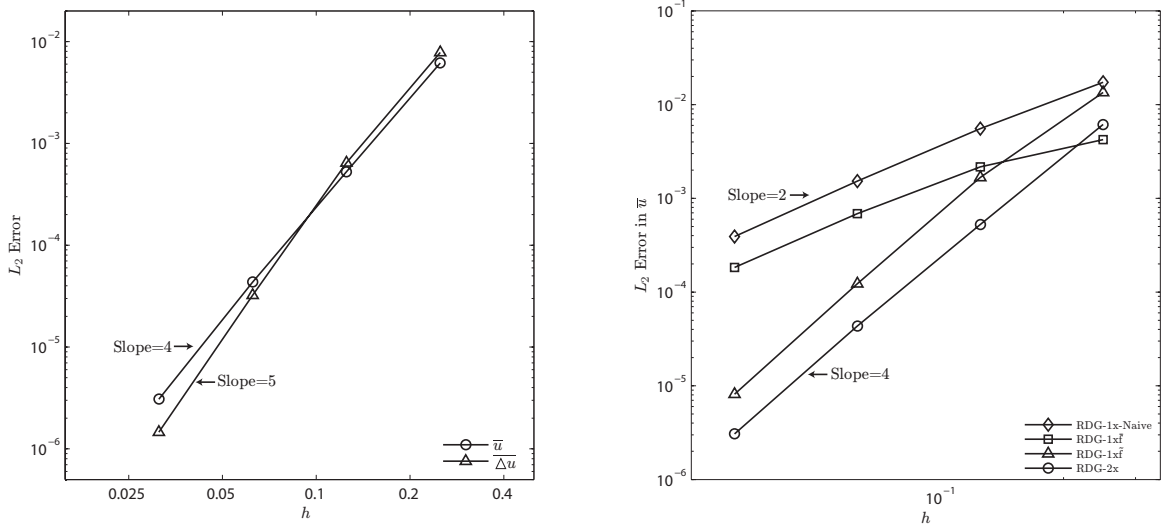 10⁻²
10⁻³
10⁻⁴
10⁻⁵
10⁻⁶
L₂ Error
Slope=4
Slope=5
u̅
△u̅
0.025
0.05
0.1
0.2
0.4
h
10⁻¹
10⁻²
10⁻³
10⁻⁴
10⁻⁵
10⁻⁶
L₂ Error in u̅
Slope=2
Slope=4
RDG-1x-Naive
RDG-1xf̄
RDG-1xf̃
RDG-2x
10⁻¹
h